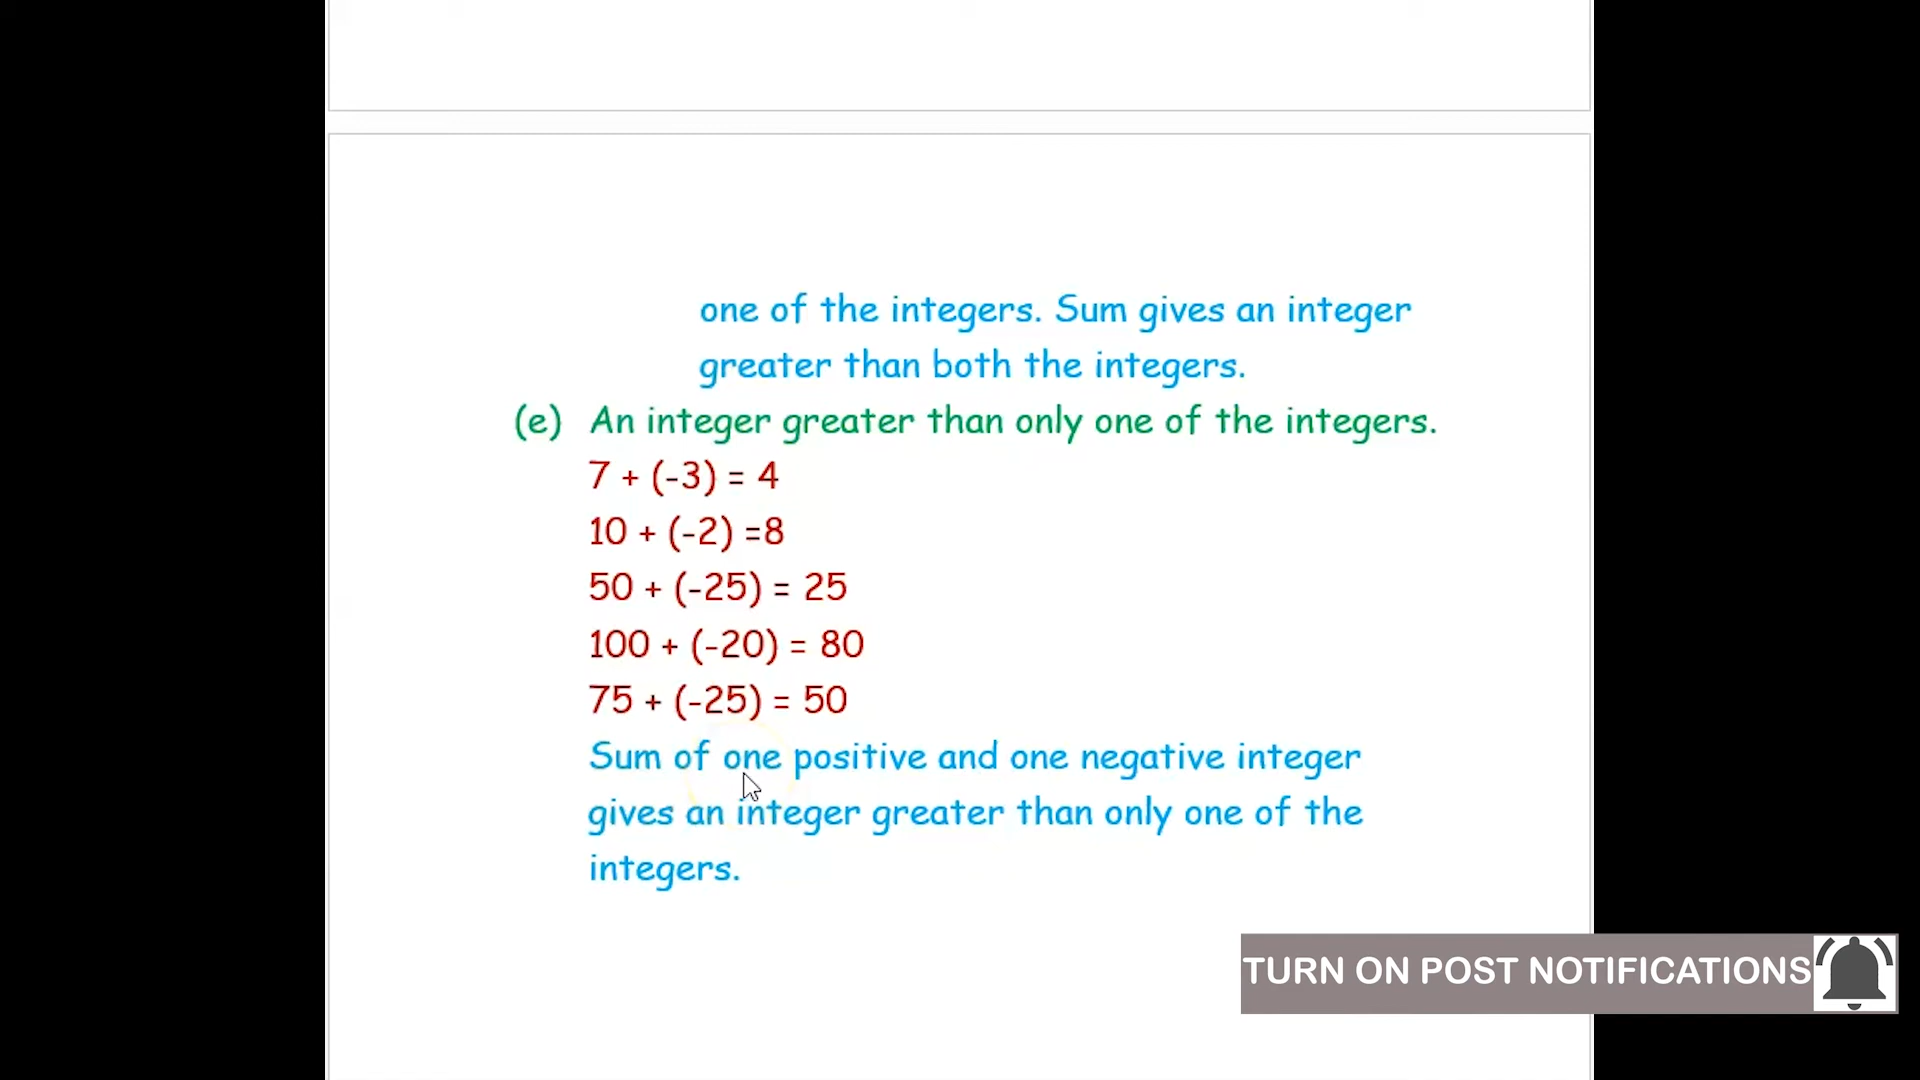 one of the integers. Sum gives an integer
greater than both the integers.
(e) An integer greater than only one of the integers.
7 + (-3) = 4
10 + (-2) =8
50 + (-25) = 25
100 + (-20) = 80
75 + (-25) = 50
Sum of one positive and one negative integer
gives an integer greater than only one of the
integers.
TURN ON POST NOTIFICATIONS